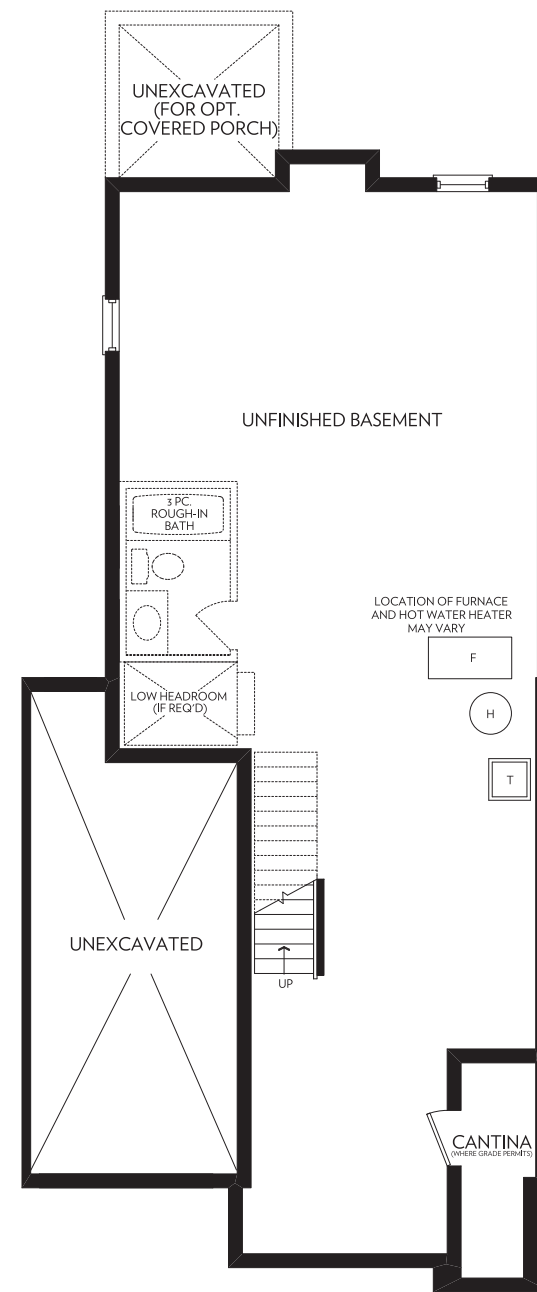 UNEXCAVATED
(FOR OPT.
COVERED PORCH)
UNFINISHED BASEMENT
3 PC.
ROUGH-IN
BATH
LOCATION OF FURNACE
AND HOT WATER HEATER
MAY VARY
F
LOW HEADROOM
(IF REQ'D)
H
T
UNEXCAVATED
UP
CANTINA
(WHERE GRADE PERMITS)